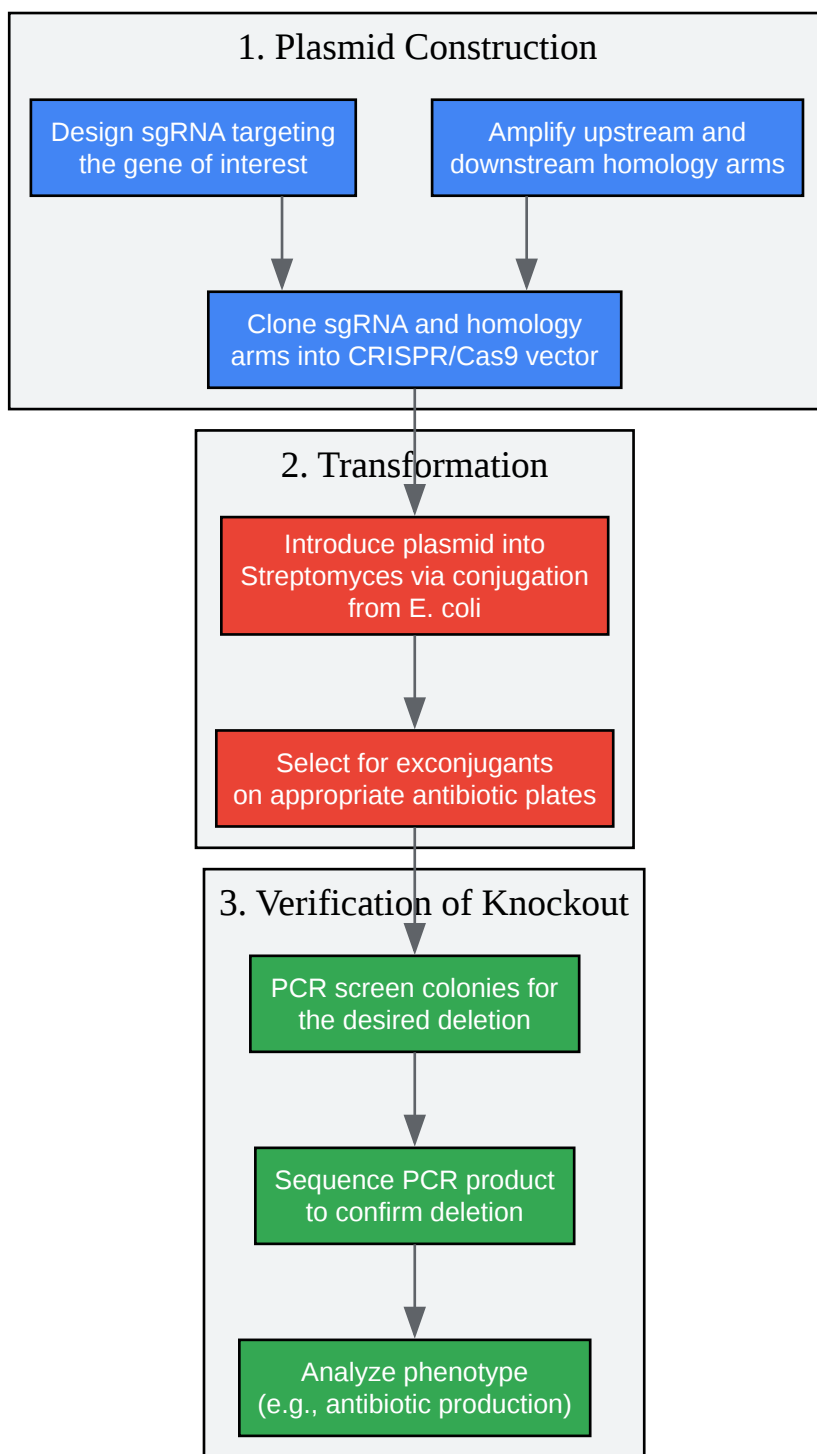 1. Plasmid Construction
Design sgRNA targeting
the gene of interest
Amplify upstream and
downstream homology arms
Clone sgRNA and homology
arms into CRISPR/Cas9 vector
2. Transformation
Introduce plasmid into
Streptomyces via conjugation
from E. coli
Select for exconjugants
on appropriate antibiotic plates
3. Verification of Knockout
PCR screen colonies for
the desired deletion
Sequence PCR product
to confirm deletion
Analyze phenotype
(e.g., antibiotic production)